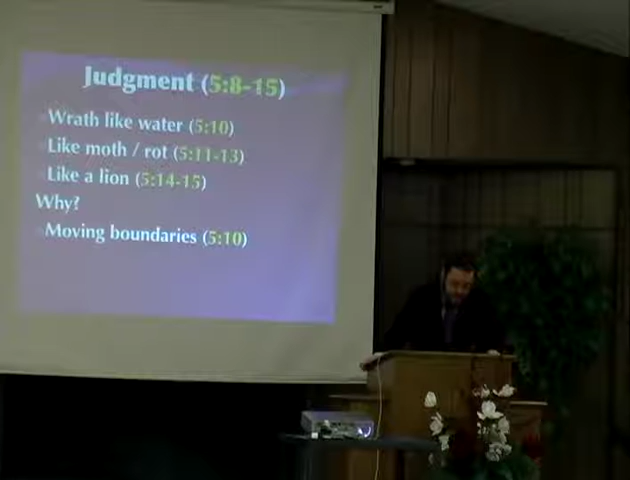 Judgment (5:8-15)
Wrath like water (5:10)
Like moth / rot (5:11-13)
Like a lion (5:14-15)
Why?
Moving boundaries (5:10)